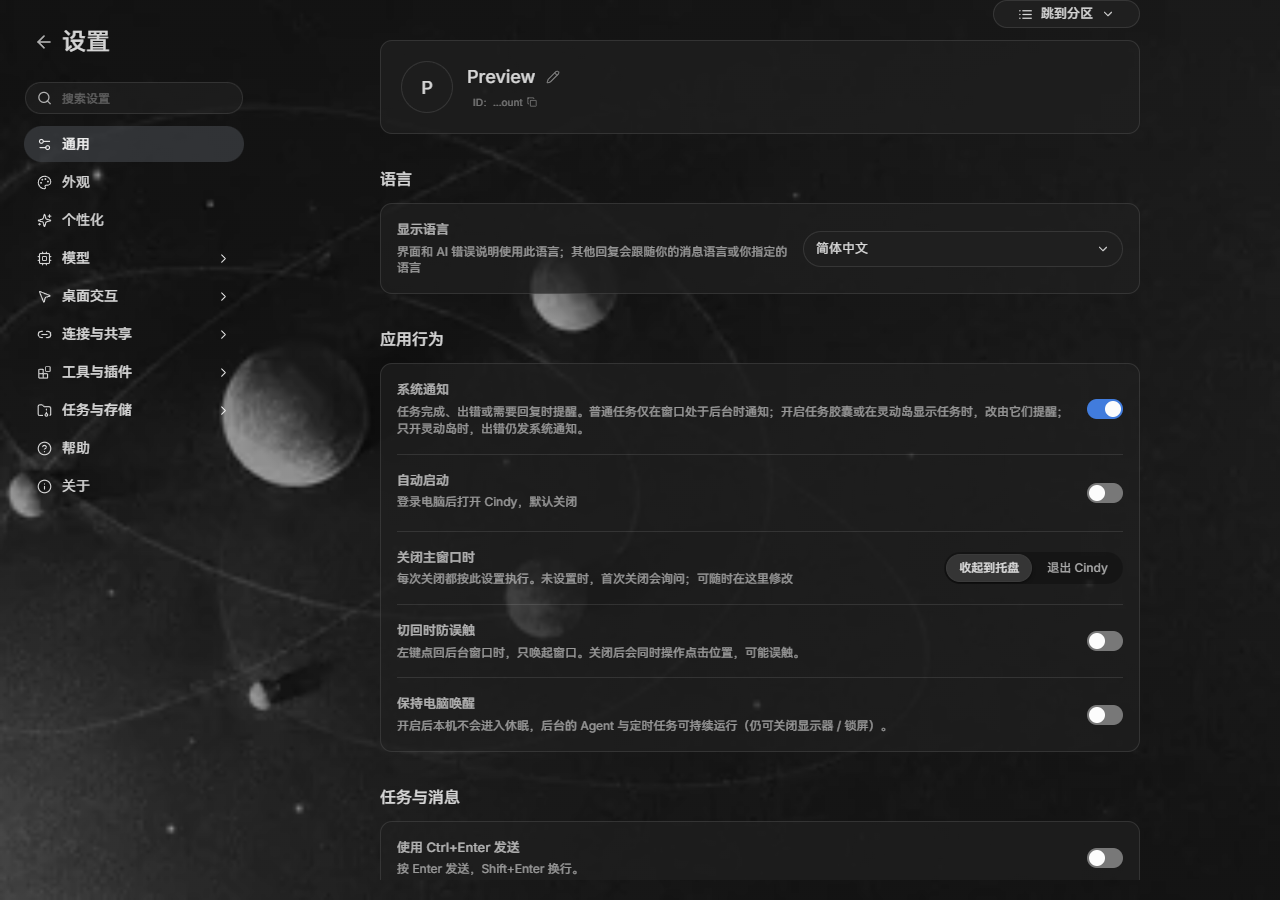 设置
搜索设置
通用
外观
个性化
模型
桌面交互
连接与共享
工具与插件
任务与存储
帮助
关于
跳到分区
P
Preview
ID: ...ount
语言
显示语言
界面和 AI 错误说明使用此语言；其他回复会跟随你的消息语言或你指定的
语言
简体中文
应用行为
系统通知
任务完成、出错或需要回复时提醒。普通任务仅在窗口处于后台时通知；开启任务胶囊或在灵动岛显示任务时，改由它们提醒；
只开灵动岛时，出错仍发系统通知。
自动启动
登录电脑后打开 Cindy，默认关闭
关闭主窗口时
每次关闭都按此设置执行。未设置时，首次关闭会询问；可随时在这里修改
收起到托盘
退出 Cindy
切回时防误触
左键点回后台窗口时，只唤起窗口。关闭后会同时操作点击位置，可能误触。
保持电脑唤醒
开启后本机不会进入休眠，后台的 Agent 与定时任务可持续运行（仍可关闭显示器 / 锁屏）。
任务与消息
使用 Ctrl+Enter 发送
按 Enter 发送，Shift+Enter 换行。